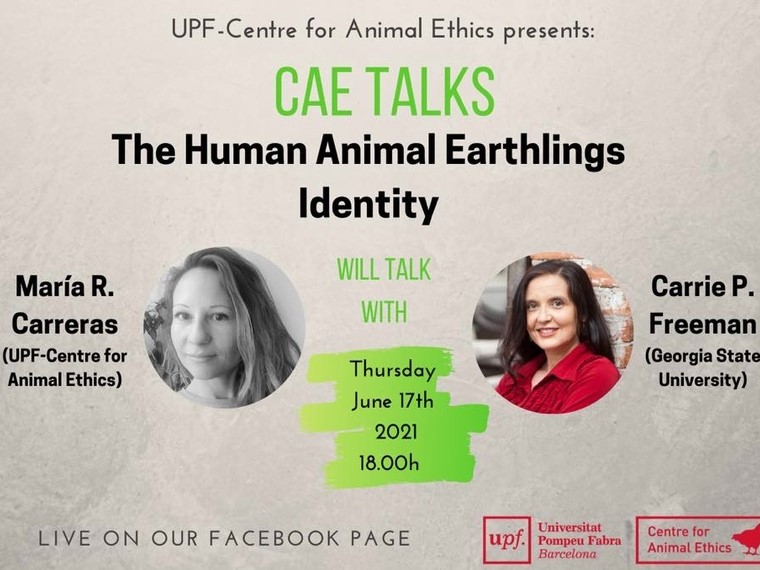 UPF-Centre for Animal Ethics presents:
CAE TALKS
The Human Animal Earthlings
Identity
María R.
Carreras
(UPF-Centre for
Animal Ethics)
WILL TALK
WITH
Carrie P.
Freeman
(Georgia State
University)
Thursday
June 17th
2021
18.00h
LIVE ON OUR FACEBOOK PAGE
upf.
Universitat
Pompeu Fabra
Barcelona
Centre for
Animal Ethics